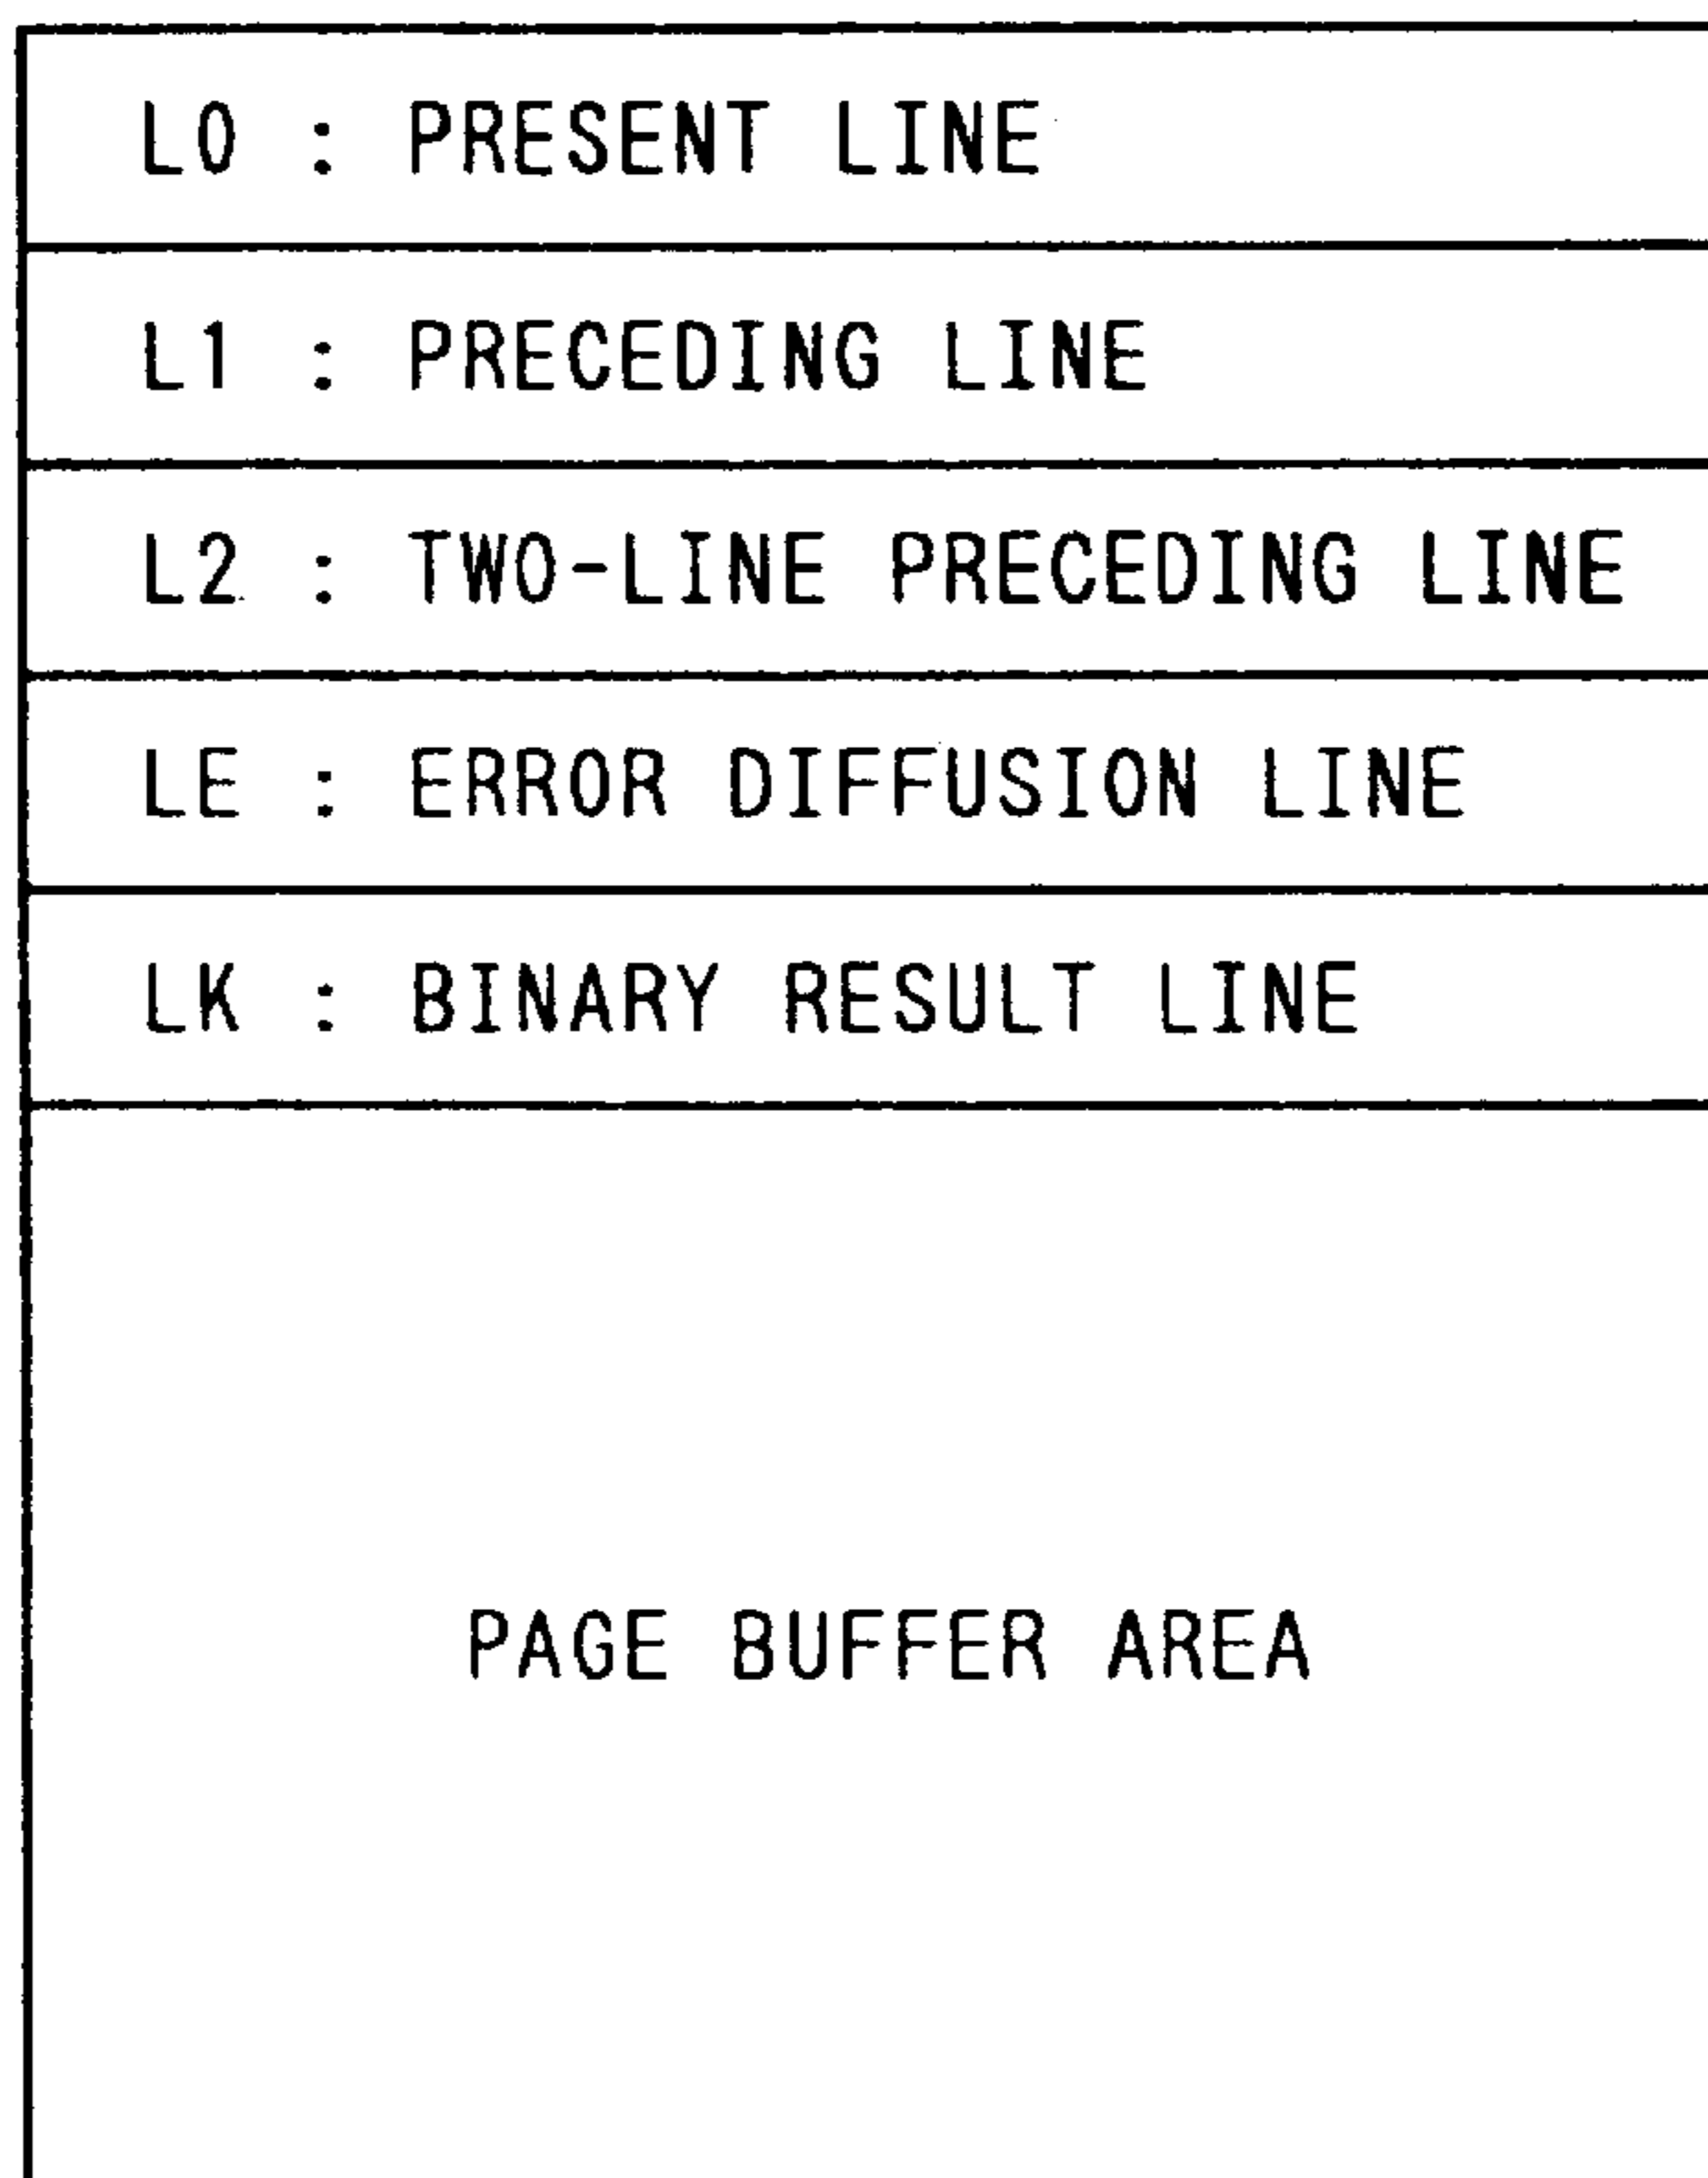 L0 : PRESENT LINE
L1 : PRECEDING LINE
L2 : TWO-LINE PRECEDING LINE
LE : ERROR DIFFUSION LINE
LK : BINARY RESULT LINE
PAGE BUFFER AREA